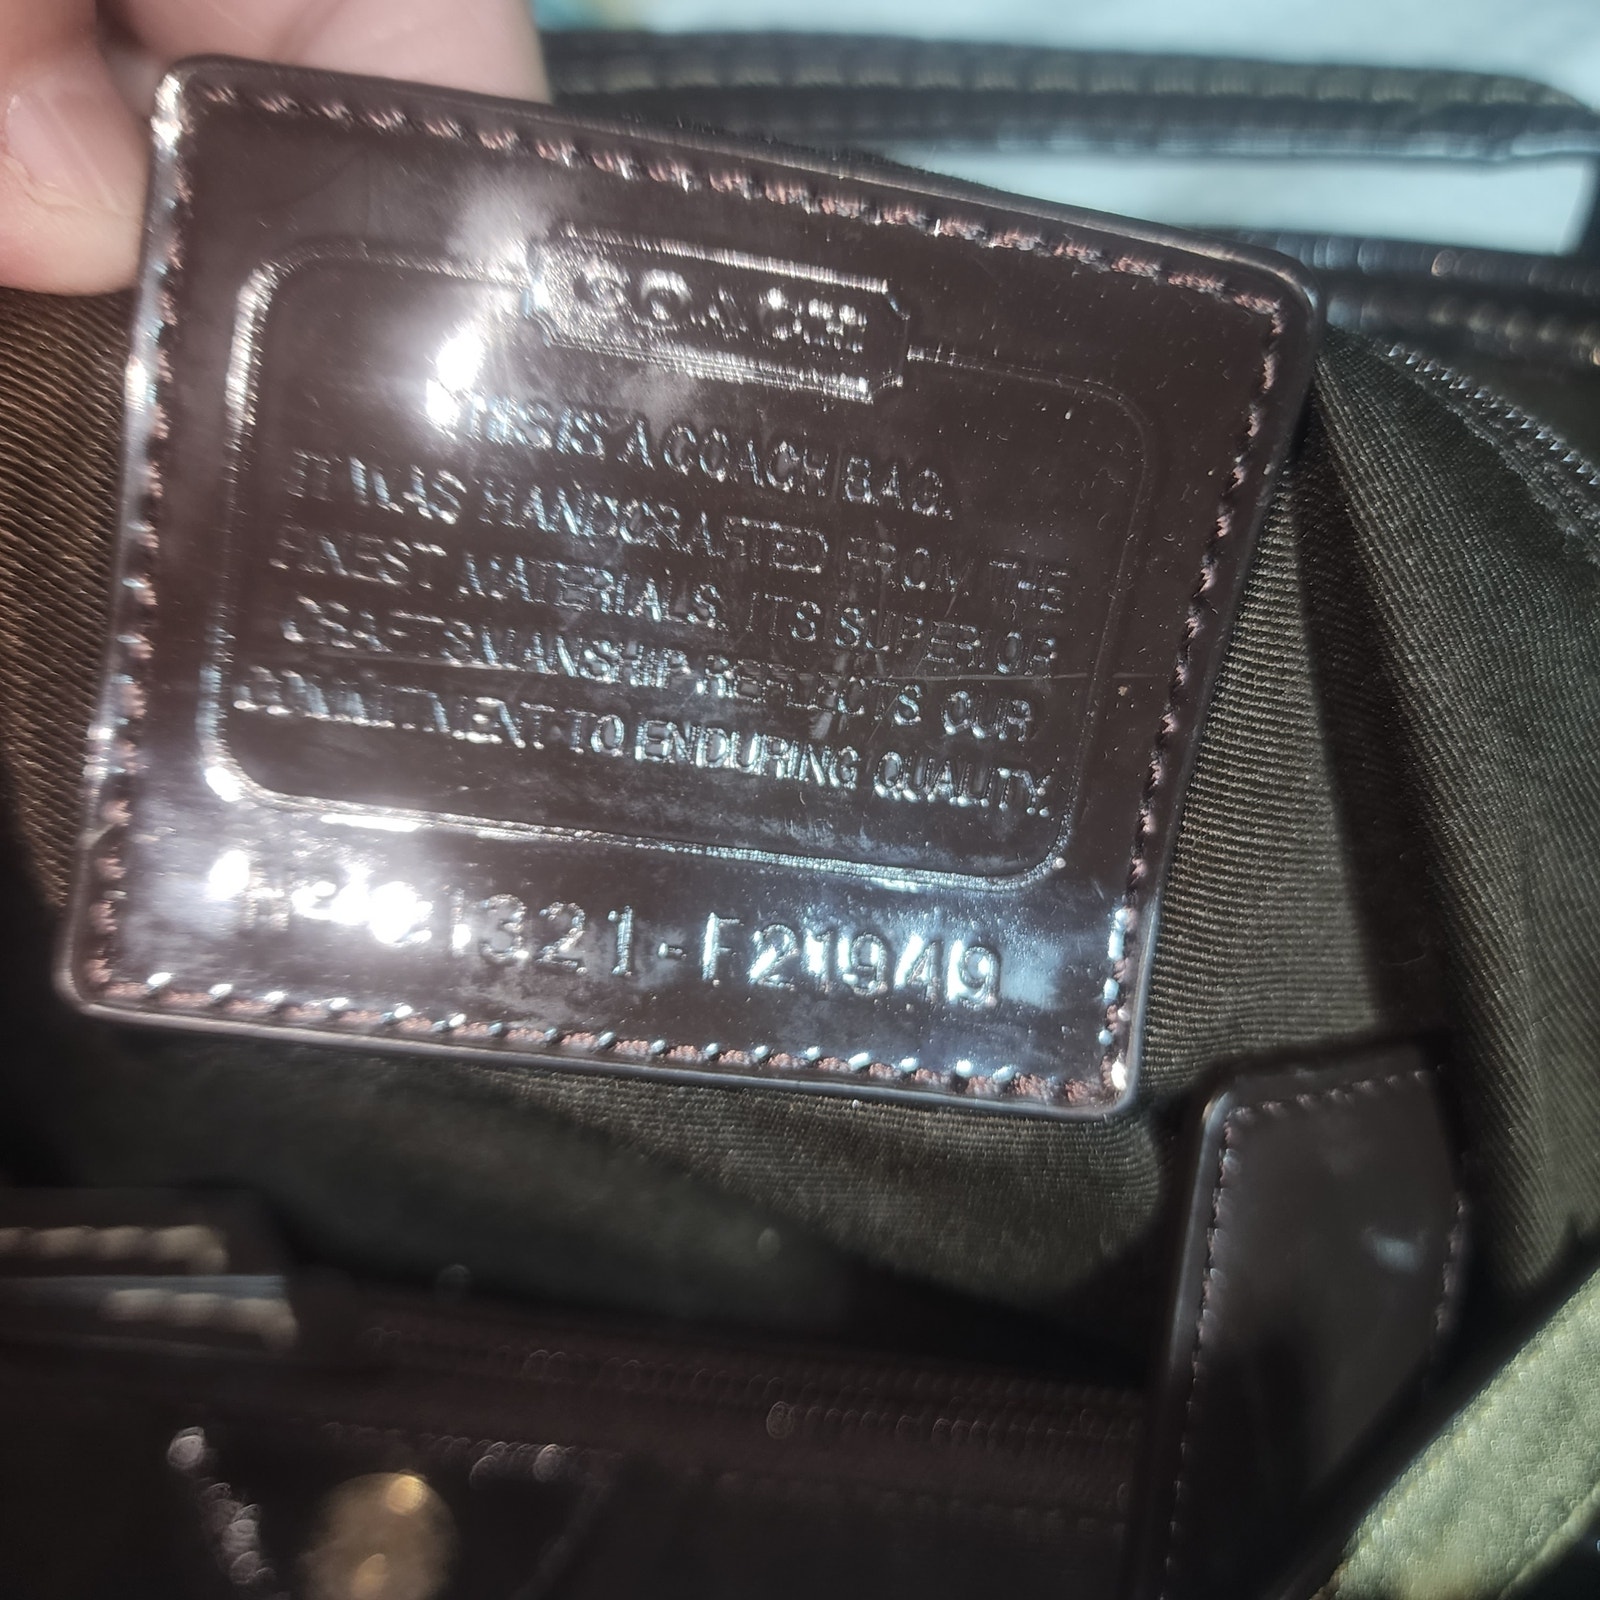 COACH
THIS IS A COACH BAG.
IT WAS HANDCRAFTED FROM THE
FINEST MATERIALS. ITS SUPERIOR
CRAFTSMANSHIP REFLECTS OUR
COMMITMENT TO ENDURING QUALITY.
321-F21949